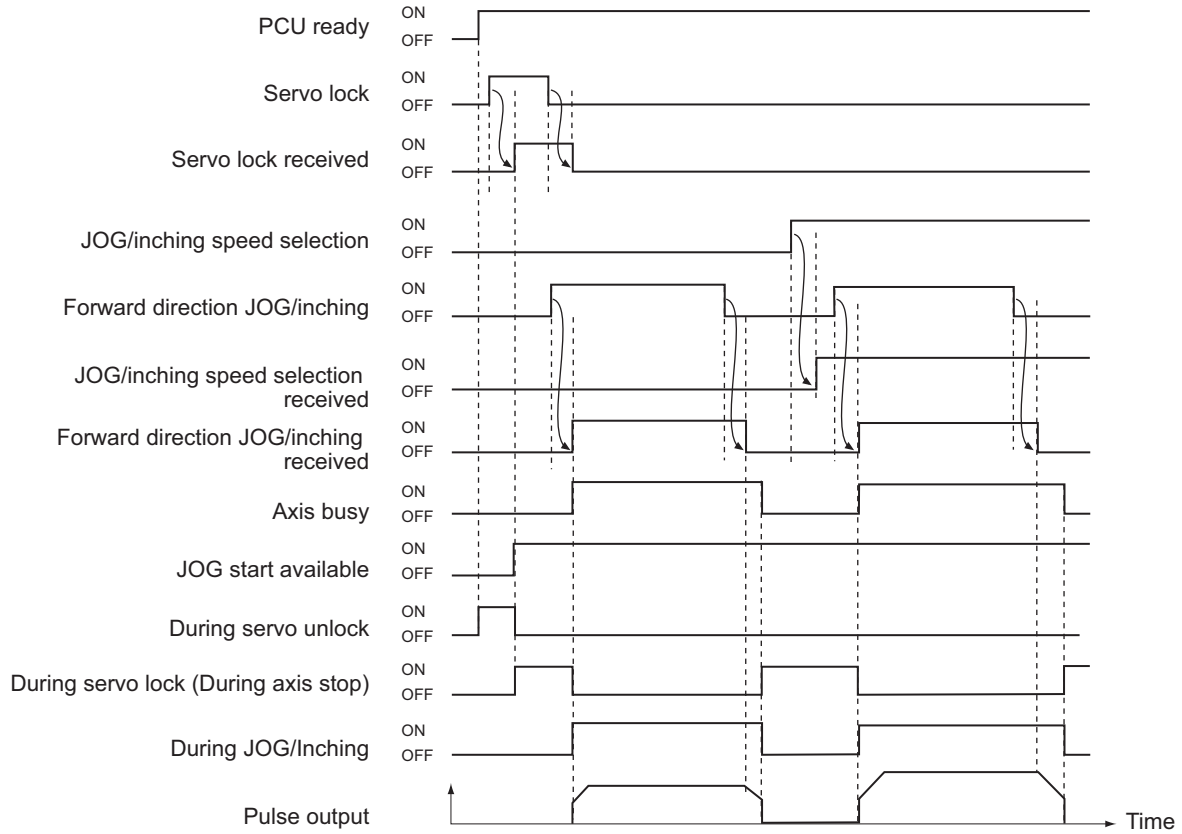 PCU ready
ON
OFF
Servo lock
ON
OFF
Servo lock received
ON
OFF
JOG/inching speed selection
ON
OFF
Forward direction JOG/inching
ON
OFF
JOG/inching speed selection
received
ON
OFF
Forward direction JOG/inching
received
ON
OFF
Axis busy
ON
OFF
JOG start available
ON
OFF
During servo unlock
ON
OFF
During servo lock (During axis stop)
ON
OFF
During JOG/Inching
ON
OFF
Pulse output
Time